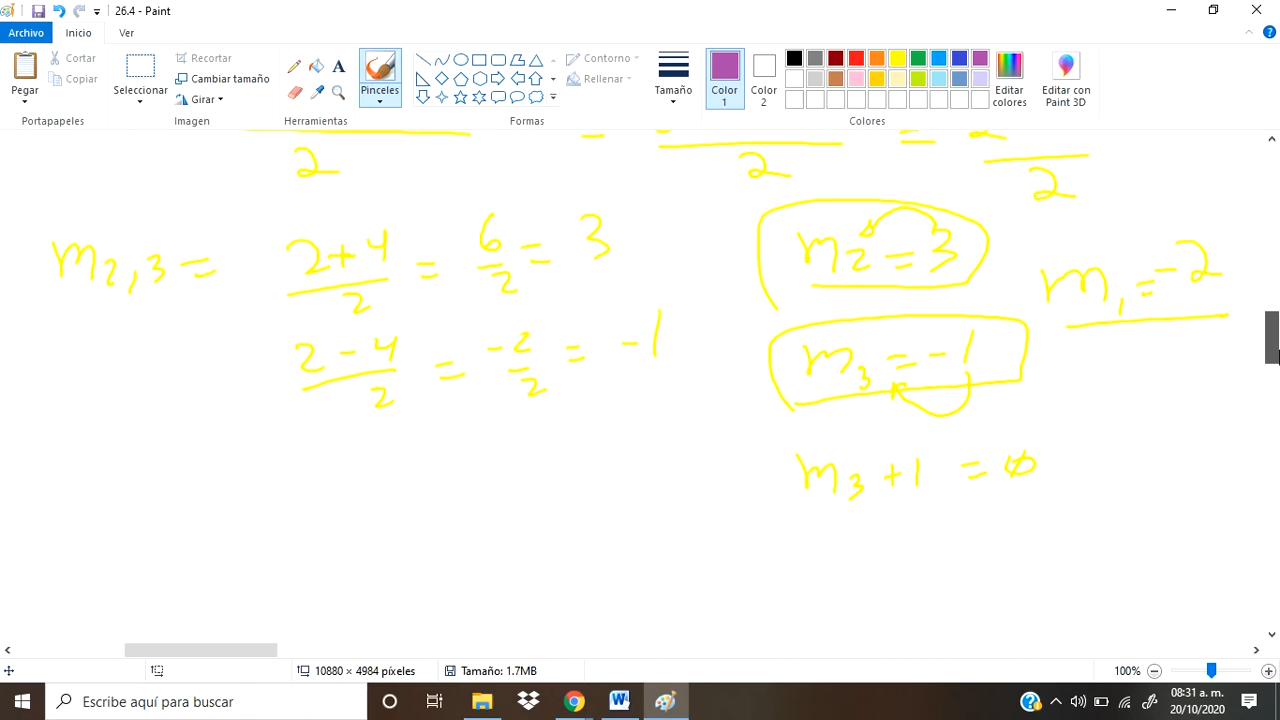 26.4 - Paint
Archivo Inicio Ver
Pegar
Cortar
Copiar
Portapapeles
Seleccionar
Recortar
Cambiar tamaño
Girar
Imagen
A
Herramientas
Pinceles
Formas
Contorno
Rellenar
Tamaño
Color 1
Color 2
Editar colores
Editar con Paint 3D
Colores
2
2
2
m2,3 = 2+4/2 = 6/2 = 3
2-4/2 = -2/2 = -1
m2 = 3
m1 = -2
m3 = -1
m3 + 1 = 0
10880 × 4984 píxeles Tamaño: 1.7MB 100%
Escribe aquí para buscar
08:31 a. m.
20/10/2020